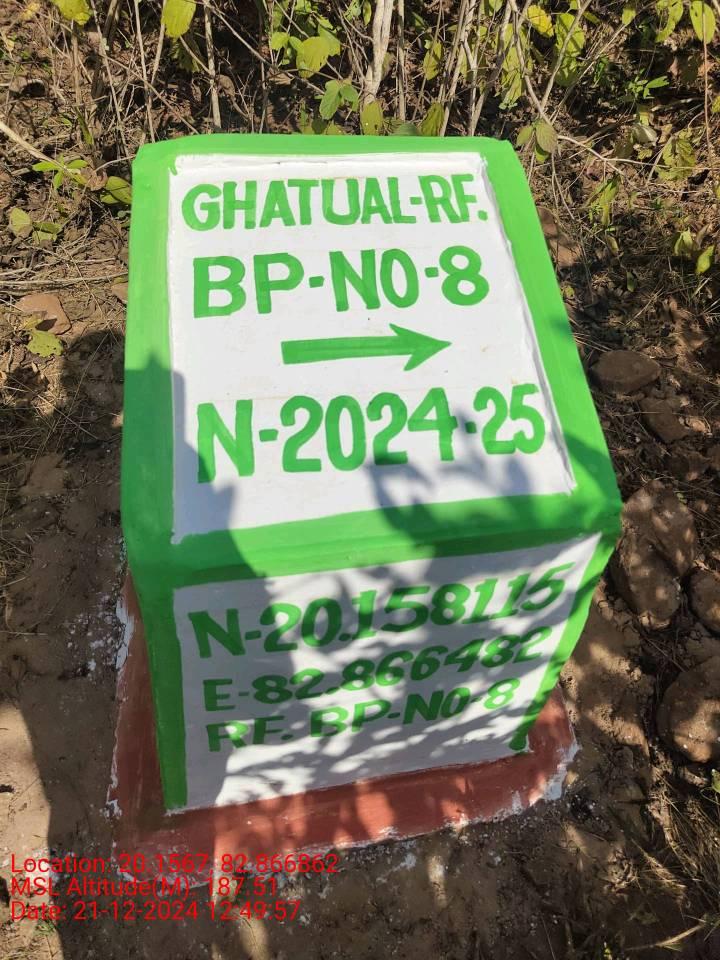 GHATUAL-RF.
BP-NO-8
→
N-2024-25
N-20.158115
E-82.866482
RF. BP-NO-8
Location: 20.1567, 82.866862
MSL Altitude(M): 187.51
Date: 21-12-2024 12:49:57